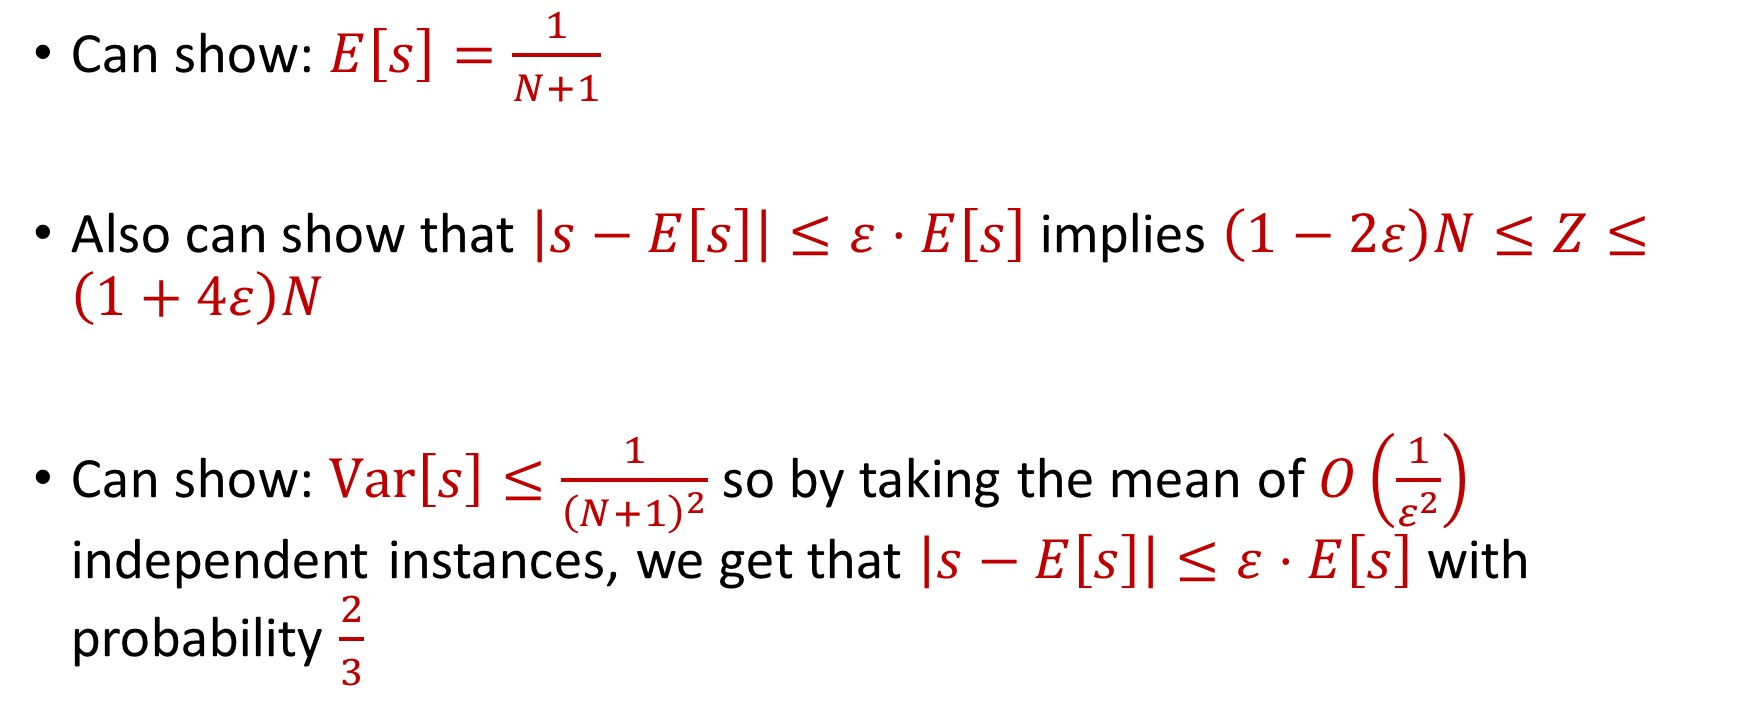 • Can show: E[s] = 1/(N+1)
• Also can show that |s − E[s]| ≤ ε · E[s] implies (1 − 2ε)N ≤ Z ≤
(1 + 4ε)N
• Can show: Var[s] ≤ 1/(N+1)² so by taking the mean of O(1/ε²)
independent instances, we get that |s − E[s]| ≤ ε · E[s] with
probability 2/3